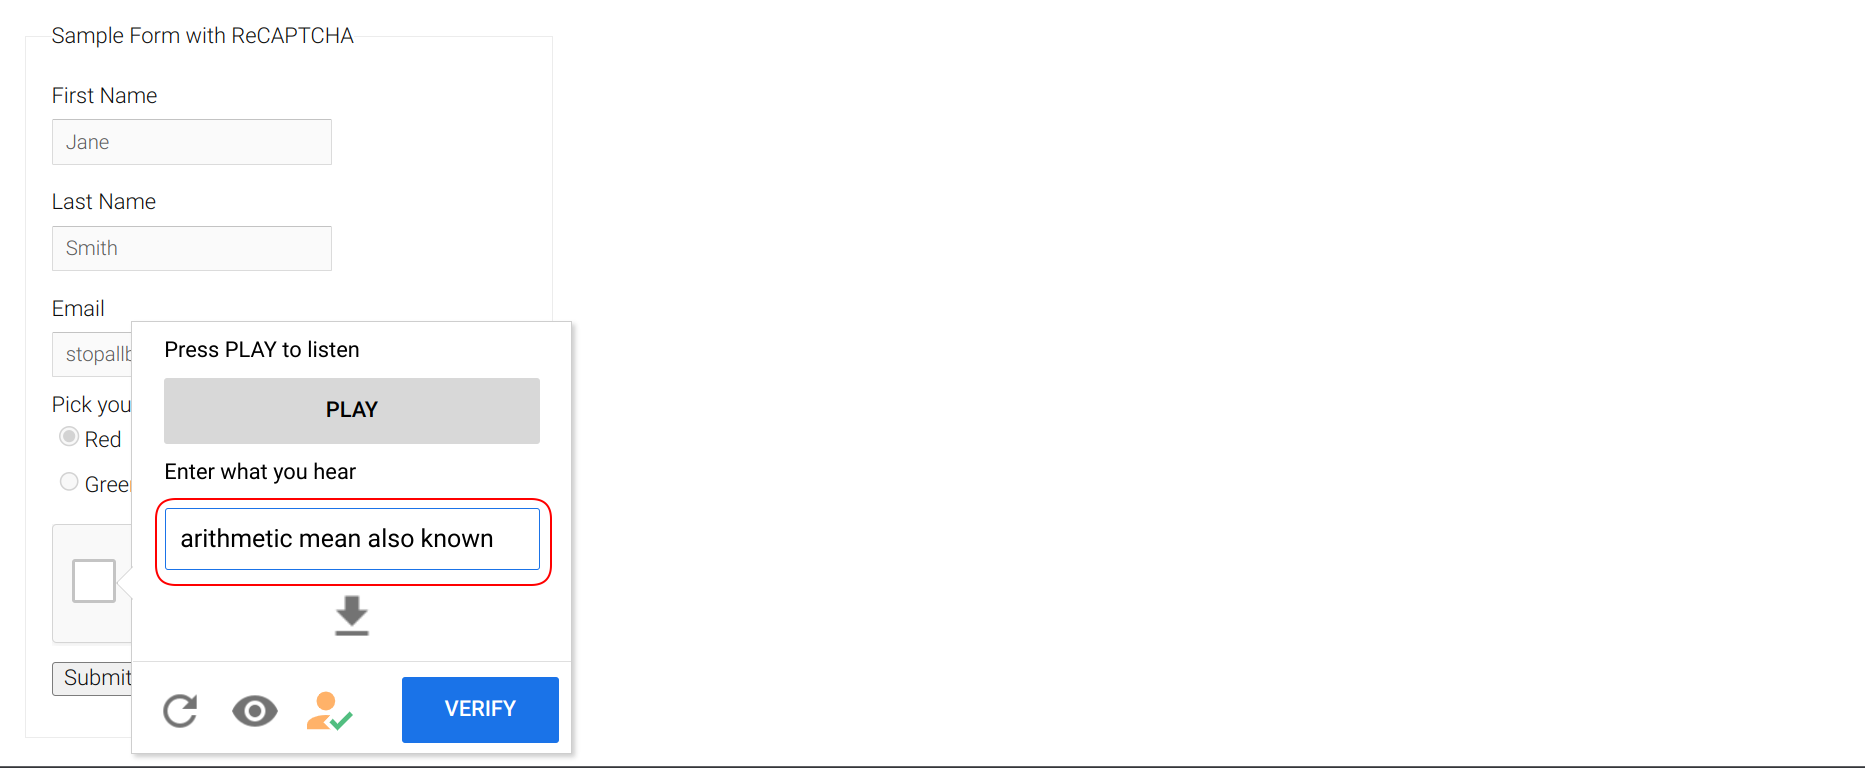 Sample Form with ReCAPTCHA
First Name
Jane
Last Name
Smith
Email
stopallb
Pick you
Red
Green
Press PLAY to listen
PLAY
Enter what you hear
arithmetic mean also known
Submit
VERIFY